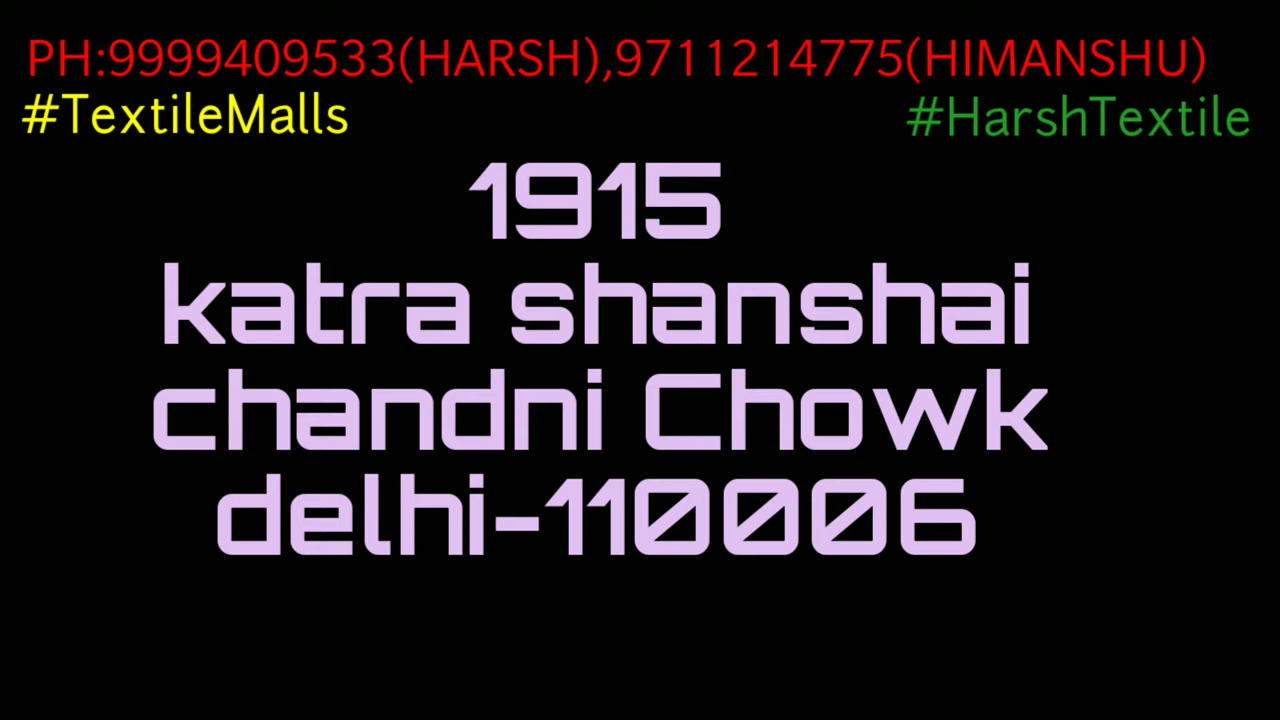 PH:9999409533(HARSH),9711214775(HIMANSHU)
#TextileMalls #HarshTextile
1915
katra shanshai
chandni Chowk
delhi-110006